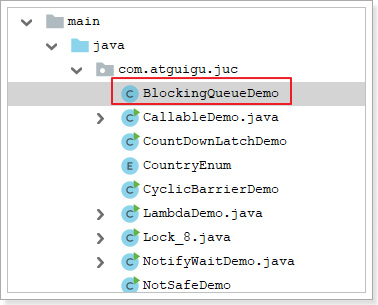 main
java
com.atguigu.juc
BlockingQueueDemo
CallableDemo.java
CountDownLatchDemo
CountryEnum
CyclicBarrierDemo
LambdaDemo.java
Lock_8.java
NotifyWaitDemo.java
NotSafeDemo